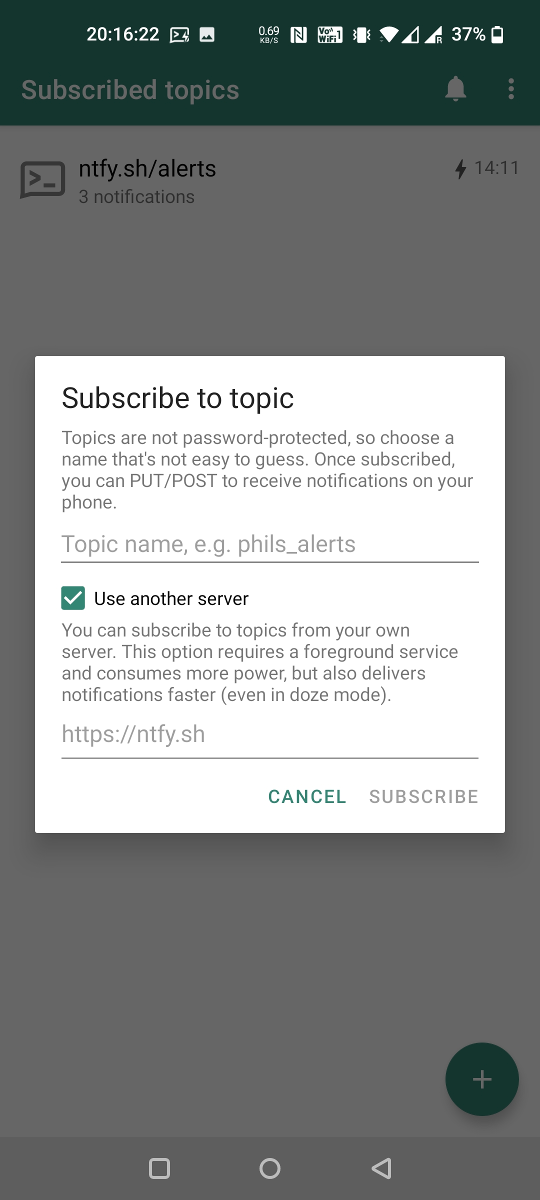 20:16:22 0.69 KB/S Vo WiFi 1 R 37%
Subscribed topics
ntfy.sh/alerts 14:11
3 notifications
Subscribe to topic
Topics are not password-protected, so choose a
name that's not easy to guess. Once subscribed,
you can PUT/POST to receive notifications on your
phone.
Topic name, e.g. phils_alerts
Use another server
You can subscribe to topics from your own
server. This option requires a foreground service
and consumes more power, but also delivers
notifications faster (even in doze mode).
https://ntfy.sh
CANCEL SUBSCRIBE